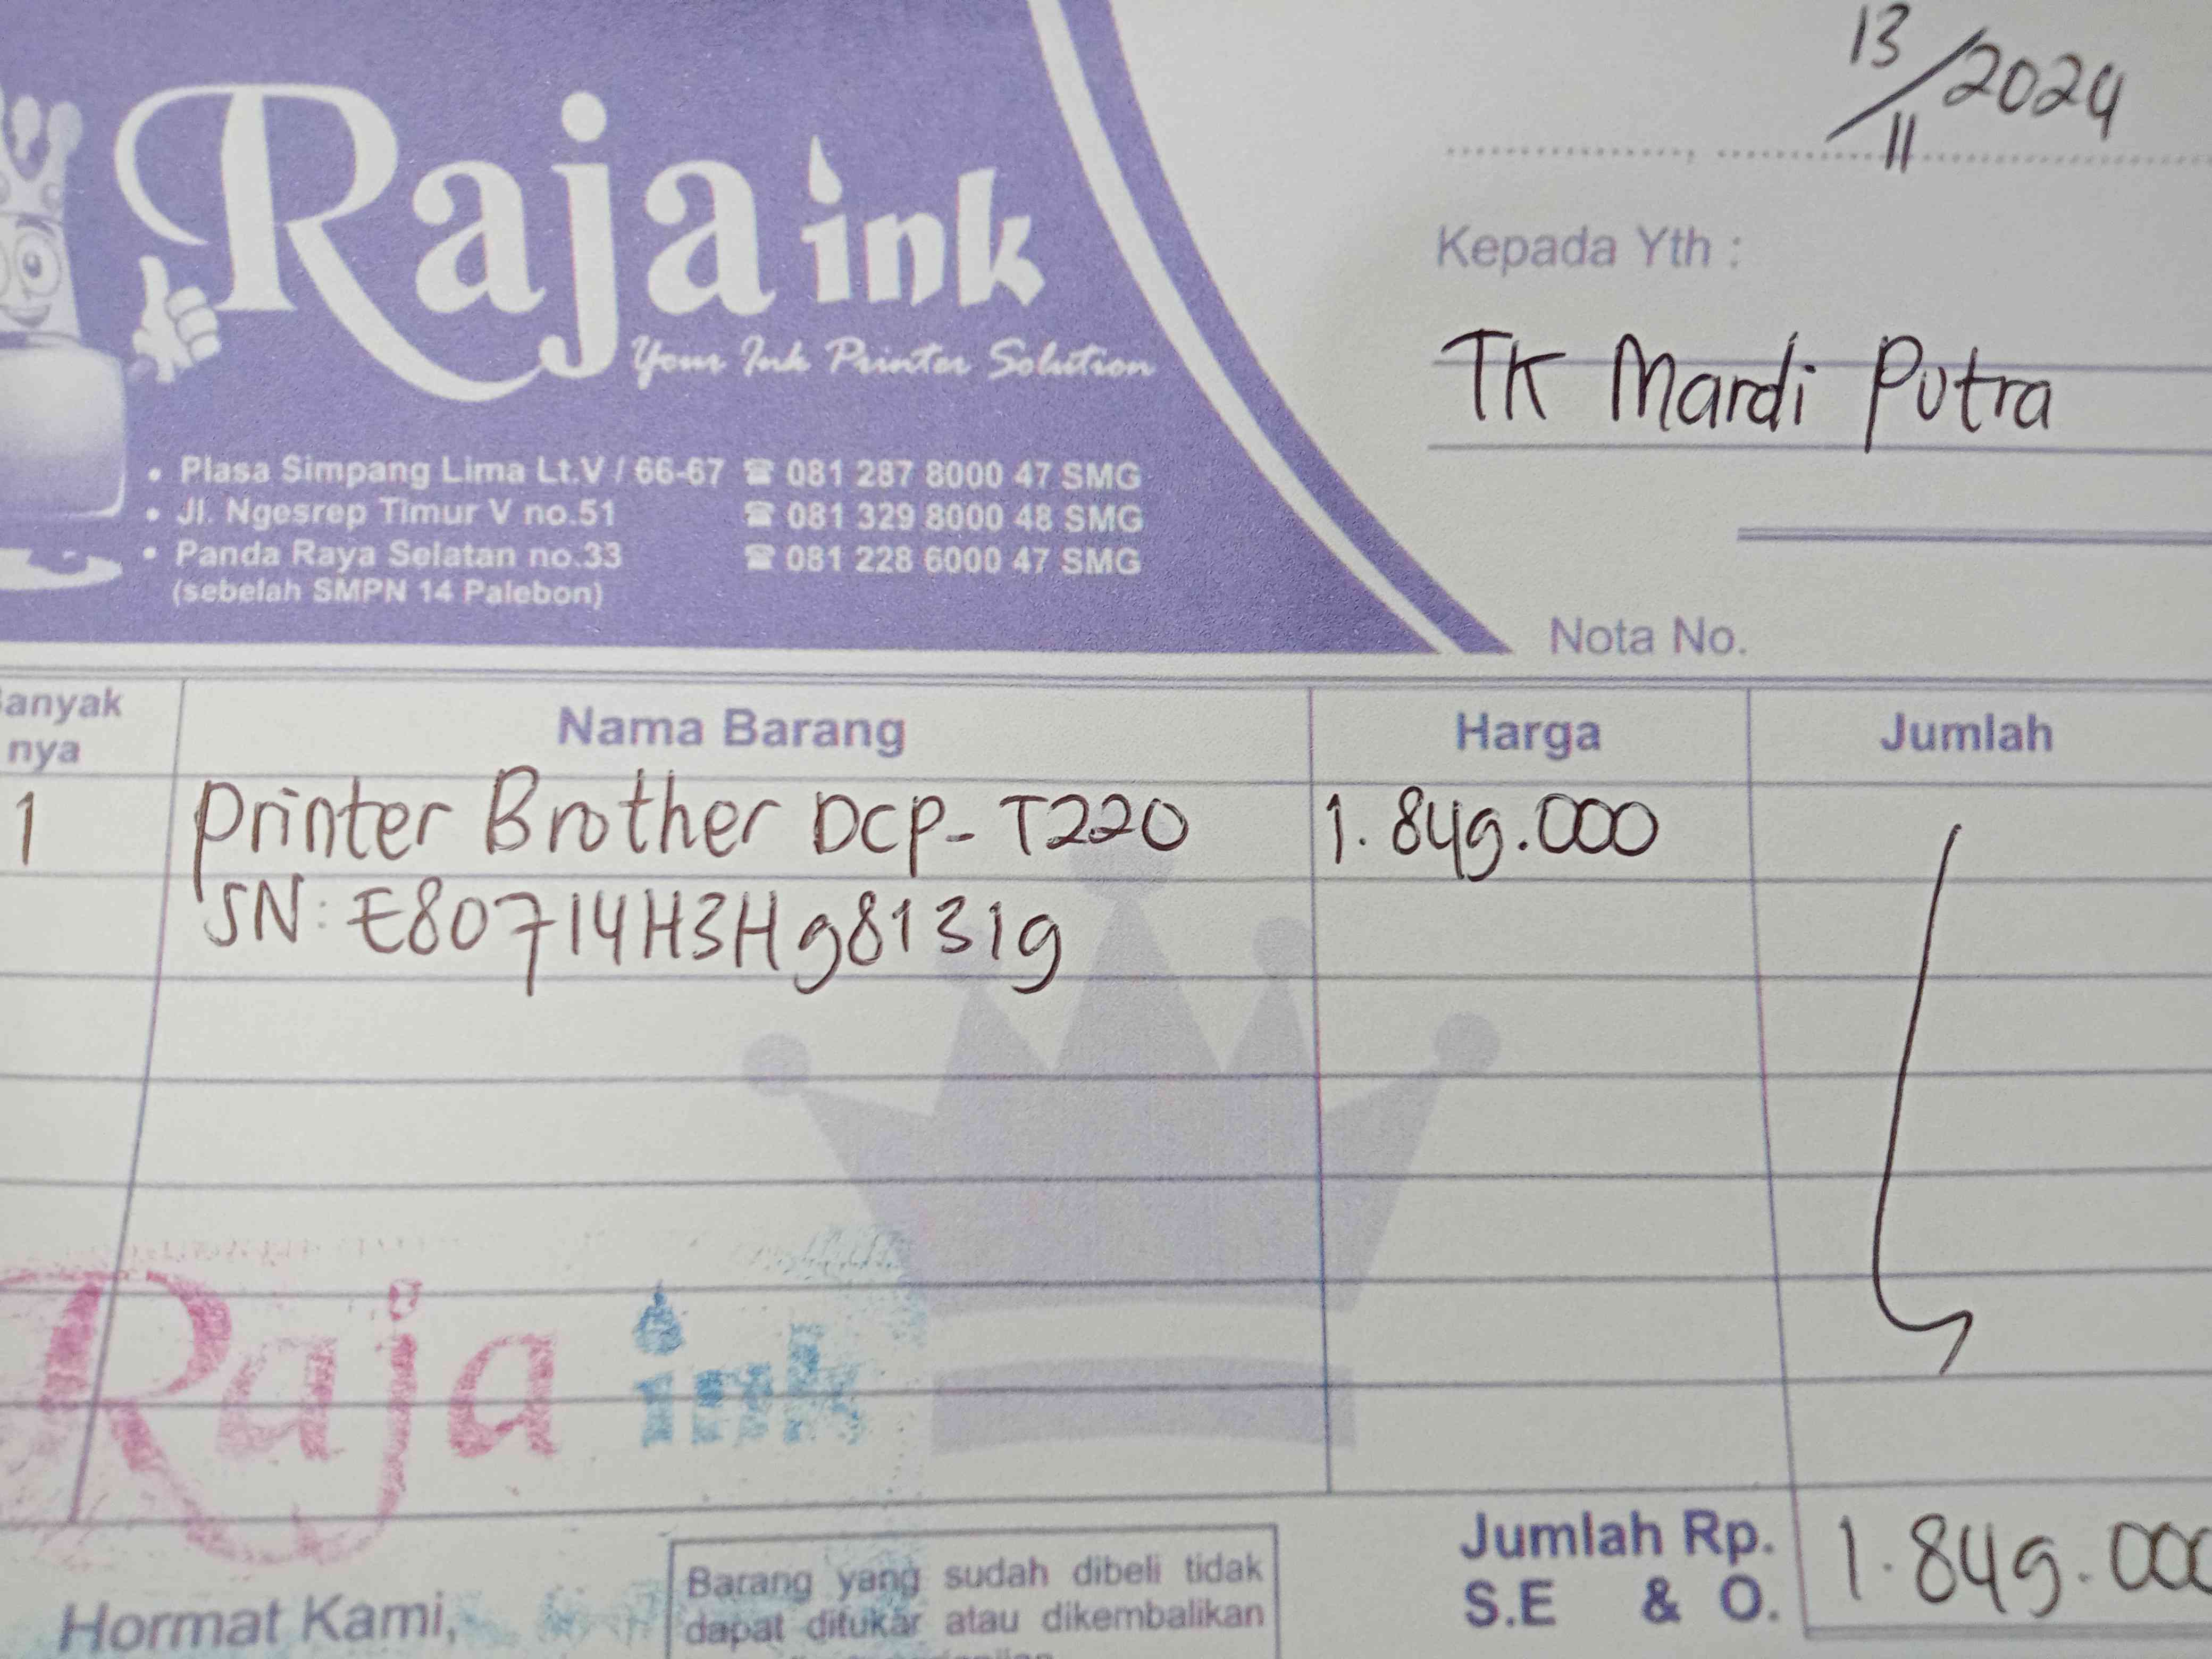 13/11/2024
Raja ink
Your Ink Printer Solution
Kepada Yth :
TK Mardi Putra
• Plasa Simpang Lima Lt.V / 66-67 ☎ 081 287 8000 47 SMG
• Jl. Ngesrep Timur V no.51 ☎ 081 329 8000 48 SMG
• Panda Raya Selatan no.33 ☎ 081 228 6000 47 SMG
(sebelah SMPN 14 Palebon)
Nota No.
anyak nya Nama Barang Harga Jumlah
1 Printer Brother DCP-T220 1.849.000
SN: E80714H3H981319
Raja ink
Jumlah Rp. 1.849.000
S.E & O.
Hormat Kami,
Barang yang sudah dibeli tidak
dapat ditukar atau dikembalikan